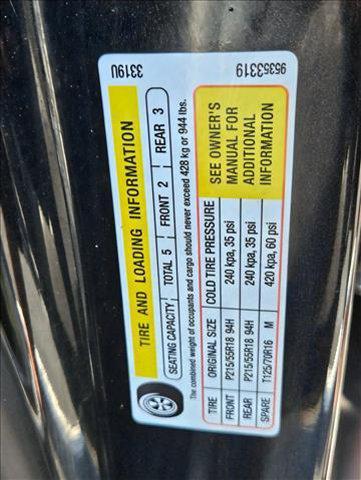 3319U
95353319
TIRE AND LOADING INFORMATION
SEATING CAPACITY TOTAL 5 FRONT 2 REAR 3
The combined weight of occupants and cargo should never exceed 428 kg or 944 lbs.
TIRE ORIGINAL SIZE COLD TIRE PRESSURE
FRONT P215/55R18 94H 240 kpa, 35 psi
REAR P215/55R18 94H 240 kpa, 35 psi
SPARE T125/70R16 M 420 kpa, 60 psi
SEE OWNER'S
MANUAL FOR
ADDITIONAL
INFORMATION